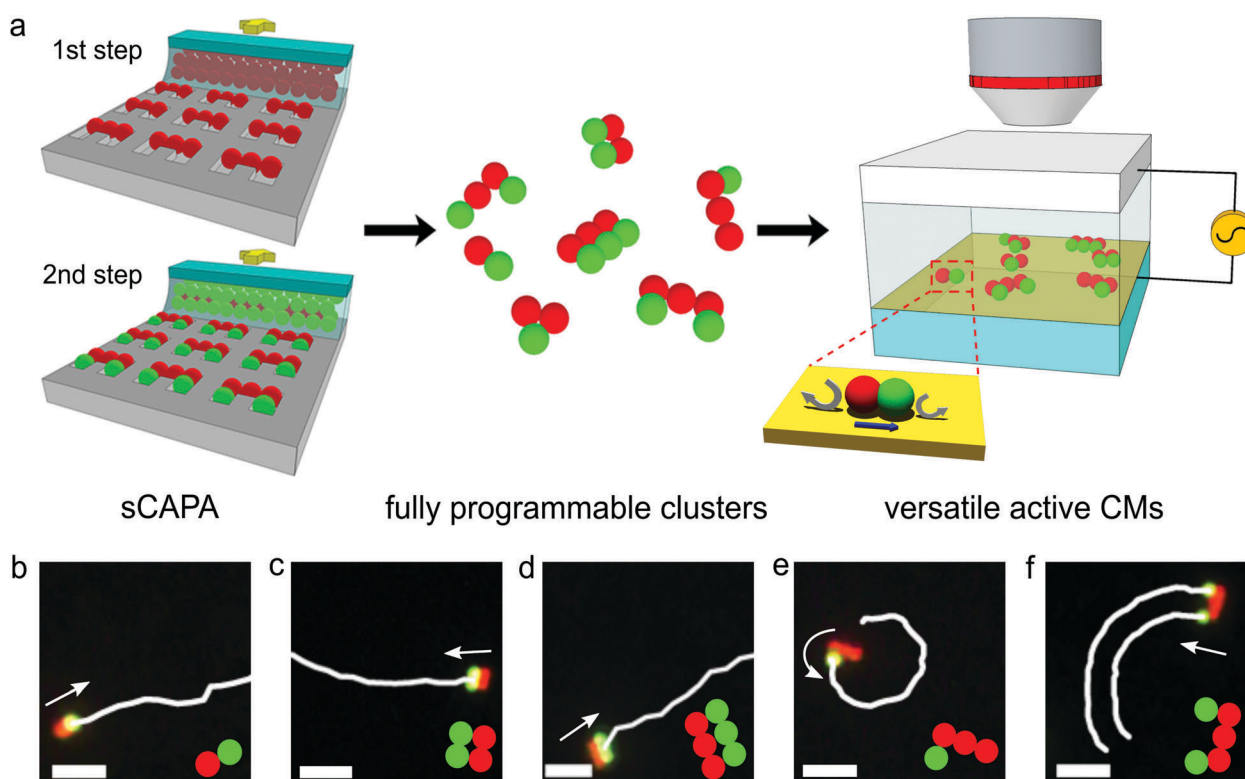 a
1st step
2nd step
sCAPA
fully programmable clusters
versatile active CMs
b
c
d
e
f